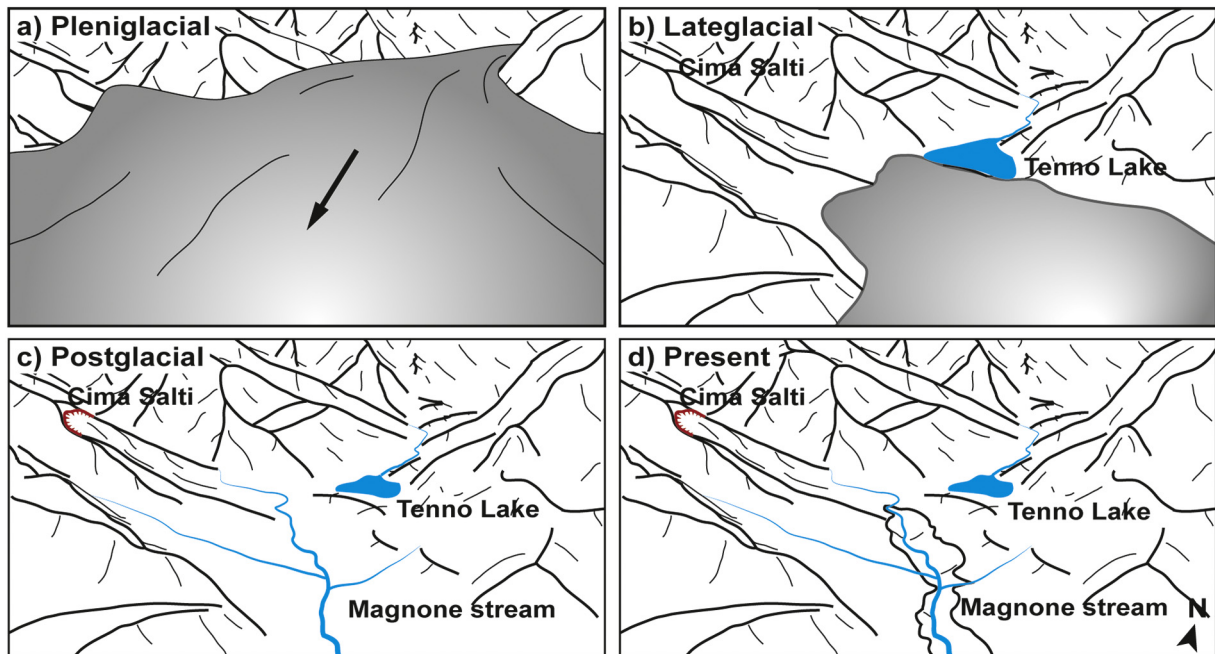 a) Pleniglacial
b) Lateglacial
Cima Salti
Tenno Lake
c) Postglacial
Cima Salti
Tenno Lake
Magnone stream
d) Present
Cima Salti
Tenno Lake
Magnone stream
N